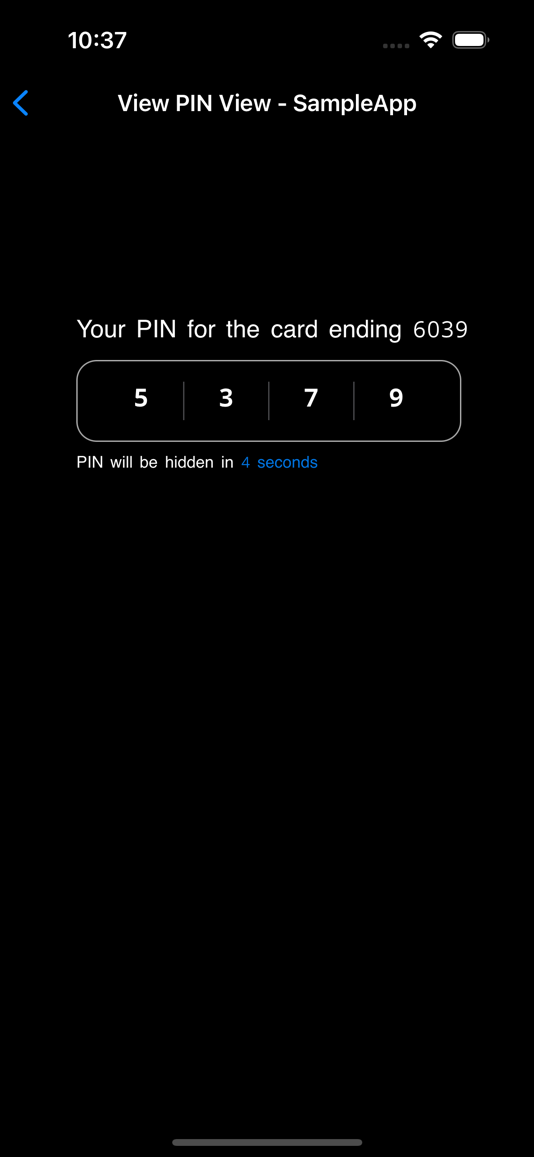 10:37
View PIN View - SampleApp
Your PIN for the card ending 6039
5 3 7 9
PIN will be hidden in 4 seconds